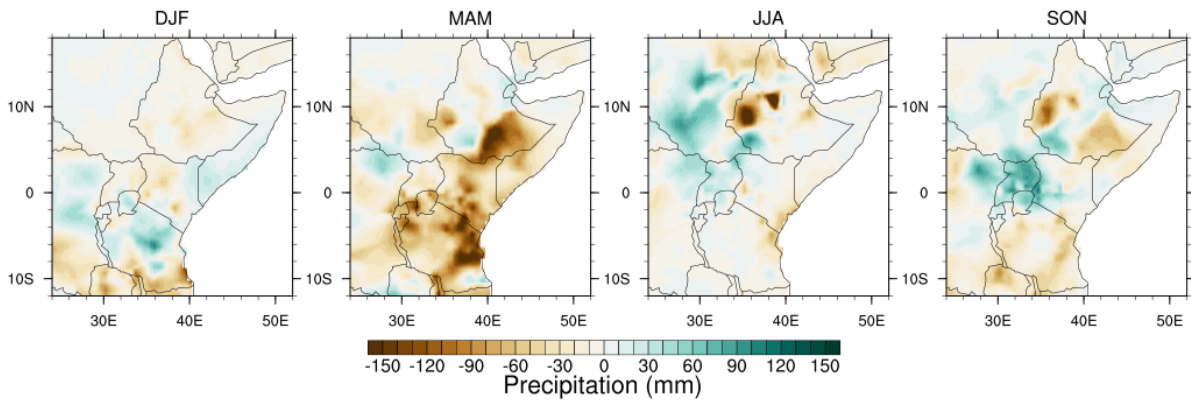 DJF MAM JJA SON
10N 10N 10N 10N
0 0 0 0
10S 10S 10S 10S
30E 40E 50E 30E 40E 50E 30E 40E 50E 30E 40E 50E
-150 -120 -90 -60 -30 0 30 60 90 120 150
Precipitation (mm)